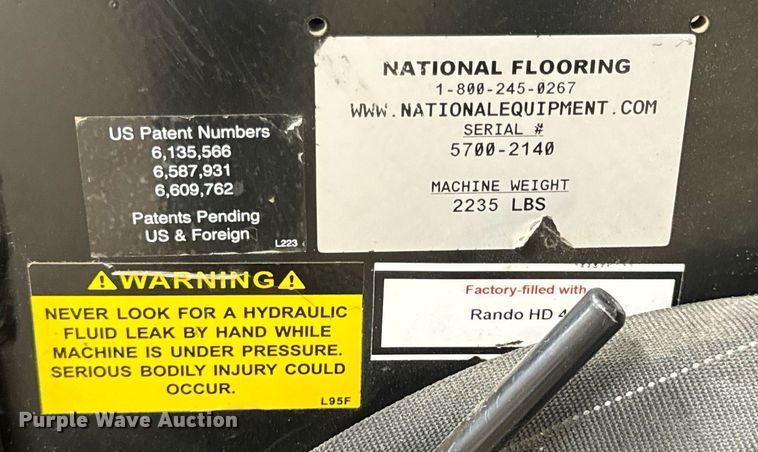 NATIONAL FLOORING
1-800-245-0267
WWW.NATIONALEQUIPMENT.COM
SERIAL #
5700-2140
MACHINE WEIGHT
2235 LBS
US Patent Numbers
6,135,566
6,587,931
6,609,762
Patents Pending
US & Foreign
L223
WARNING
NEVER LOOK FOR A HYDRAULIC
FLUID LEAK BY HAND WHILE
MACHINE IS UNDER PRESSURE.
SERIOUS BODILY INJURY COULD
OCCUR.
L95F
Factory-filled with
Rando HD
Purple Wave Auction